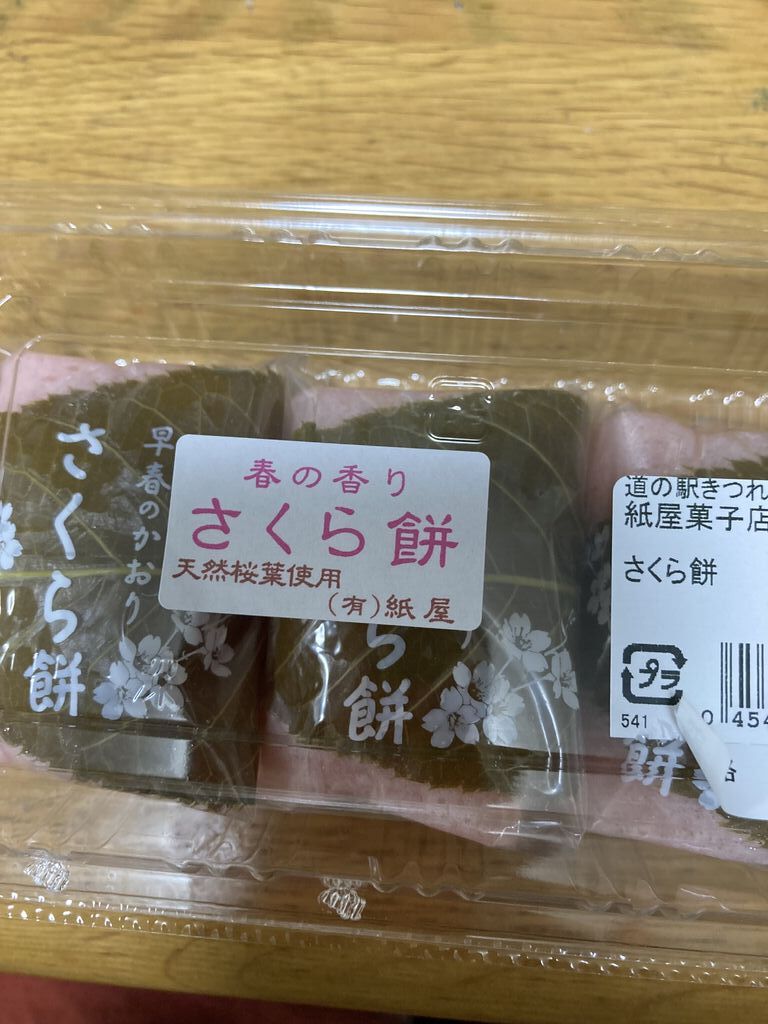 早春のかおり
さくら餅
春の香り
さくら餅
天然桜葉使用
(有)紙屋
ら餅
道の駅きつれ
紙屋菓子店
さくら餅
プラ
541
0 454
餅